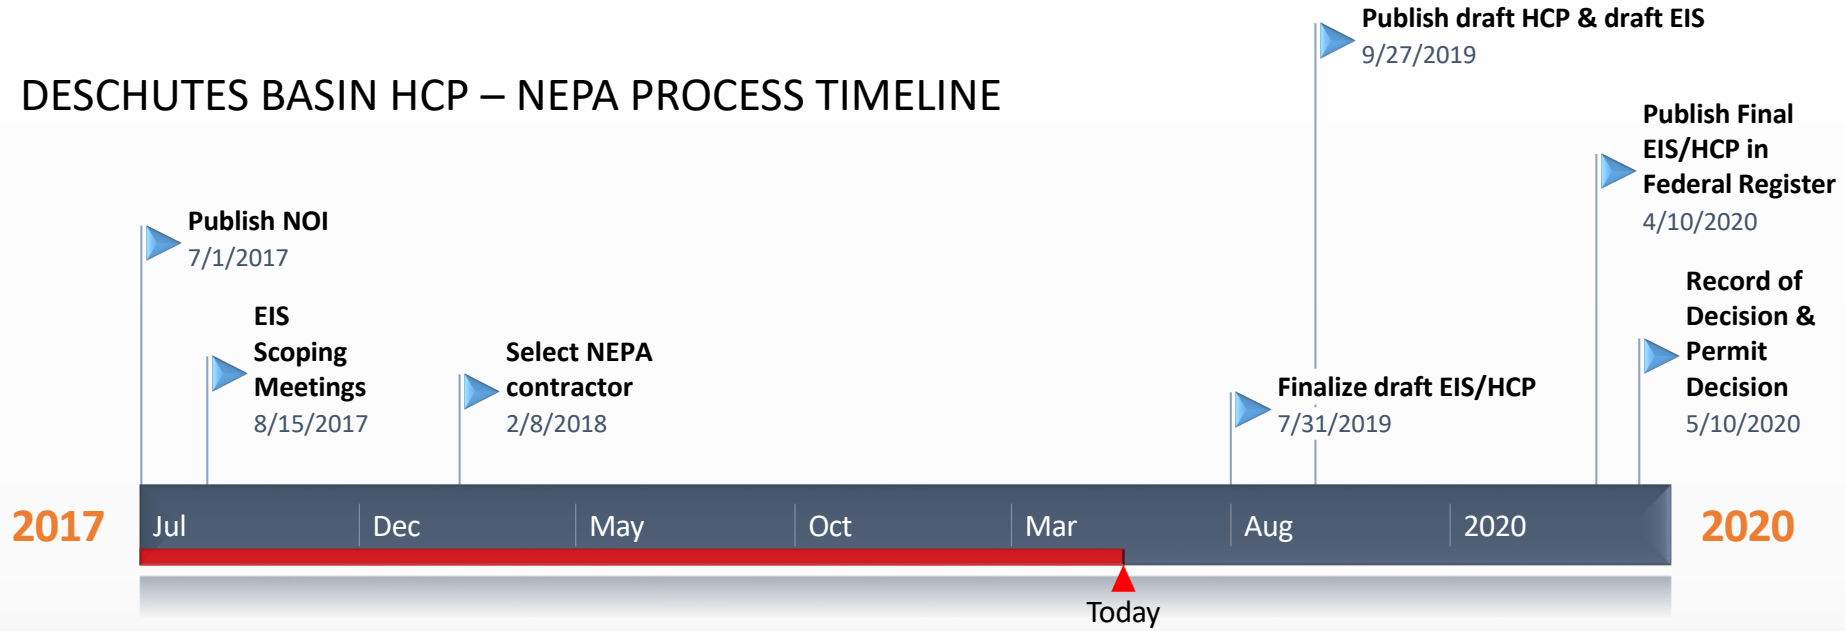 DESCHUTES BASIN HCP – NEPA PROCESS TIMELINE
Publish NOI
7/1/2017
EIS
Scoping
Meetings
8/15/2017
Select NEPA
contractor
2/8/2018
Finalize draft EIS/HCP
7/31/2019
Publish draft HCP & draft EIS
9/27/2019
Publish Final
EIS/HCP in
Federal Register
4/10/2020
Record of
Decision &
Permit
Decision
5/10/2020
2017
Jul
Dec
May
Oct
Mar
Aug
2020
2020
Today